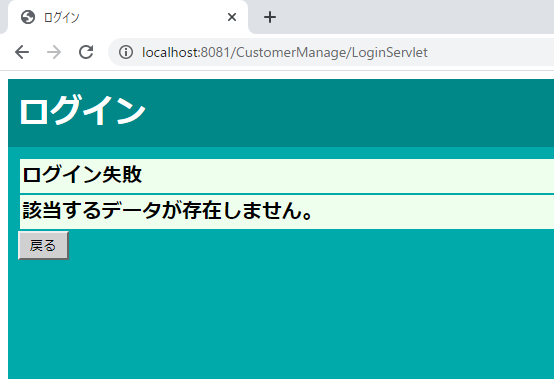 ログイン
localhost:8081/CustomerManage/LoginServlet
ログイン
ログイン失敗
該当するデータが存在しません。
戻る